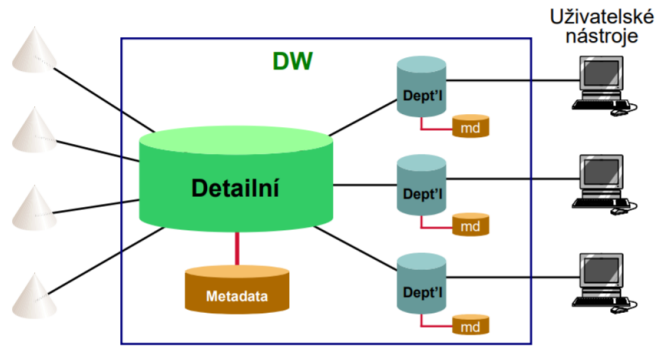 Uživatelské
nástroje
DW
Dept'l
md
Detailní
Dept'l
md
Metadata
Dept'l
md